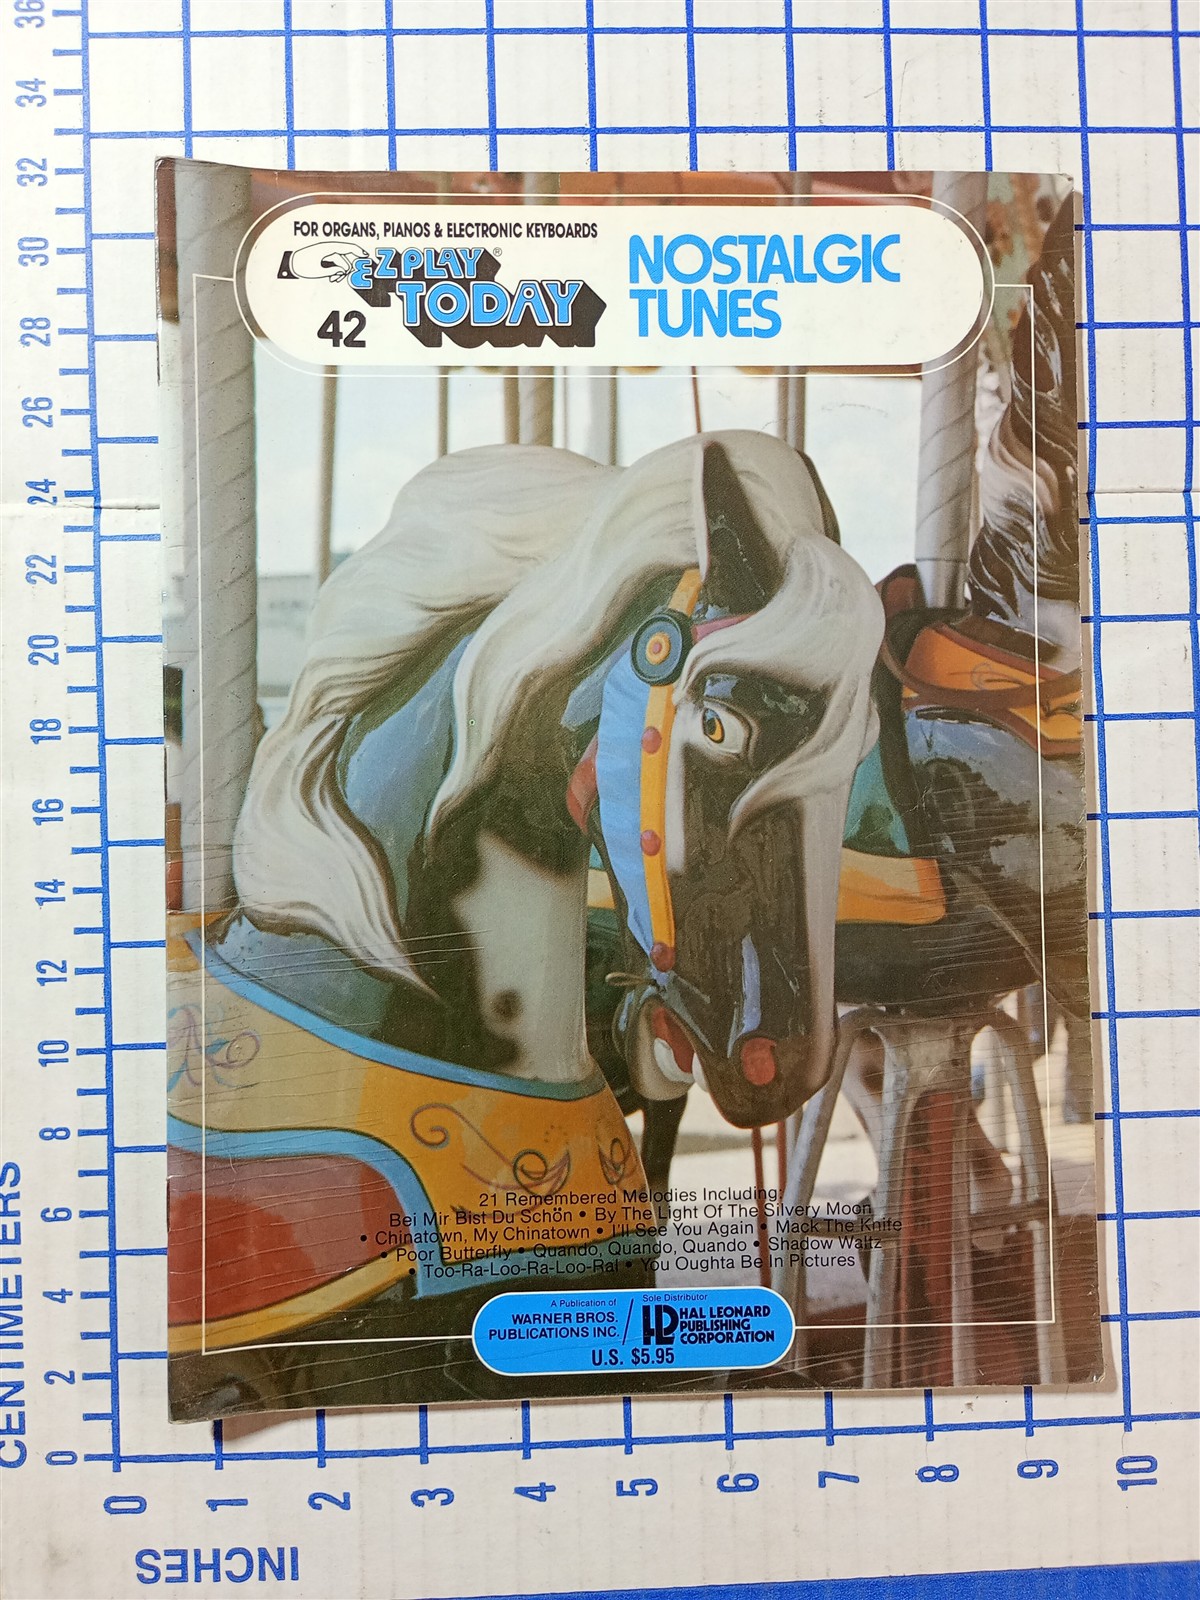 FOR ORGANS, PIANOS & ELECTRONIC KEYBOARDS
EZ PLAY®
TODAY
42
NOSTALGIC
TUNES
21 Remembered Melodies Including:
Bei Mir Bist Du Schön • By The Light Of The Silvery Moon
• Chinatown, My Chinatown • I'll See You Again • Mack The Knife
• Poor Butterfly • Quando, Quando, Quando • Shadow Waltz
• Too-Ra-Loo-Ra-Loo-Ral • You Oughta Be In Pictures
A Publication of
WARNER BROS.
PUBLICATIONS INC.
Sole Distributor
HAL LEONARD
PUBLISHING
CORPORATION
U.S. $5.95
36
34
32
30
28
26
24
22
20
18
16
14
12
10
8
6
4
2
0
CENTIMETERS
0 1 2 3 4 5 6 7 8 9 10
INCHES